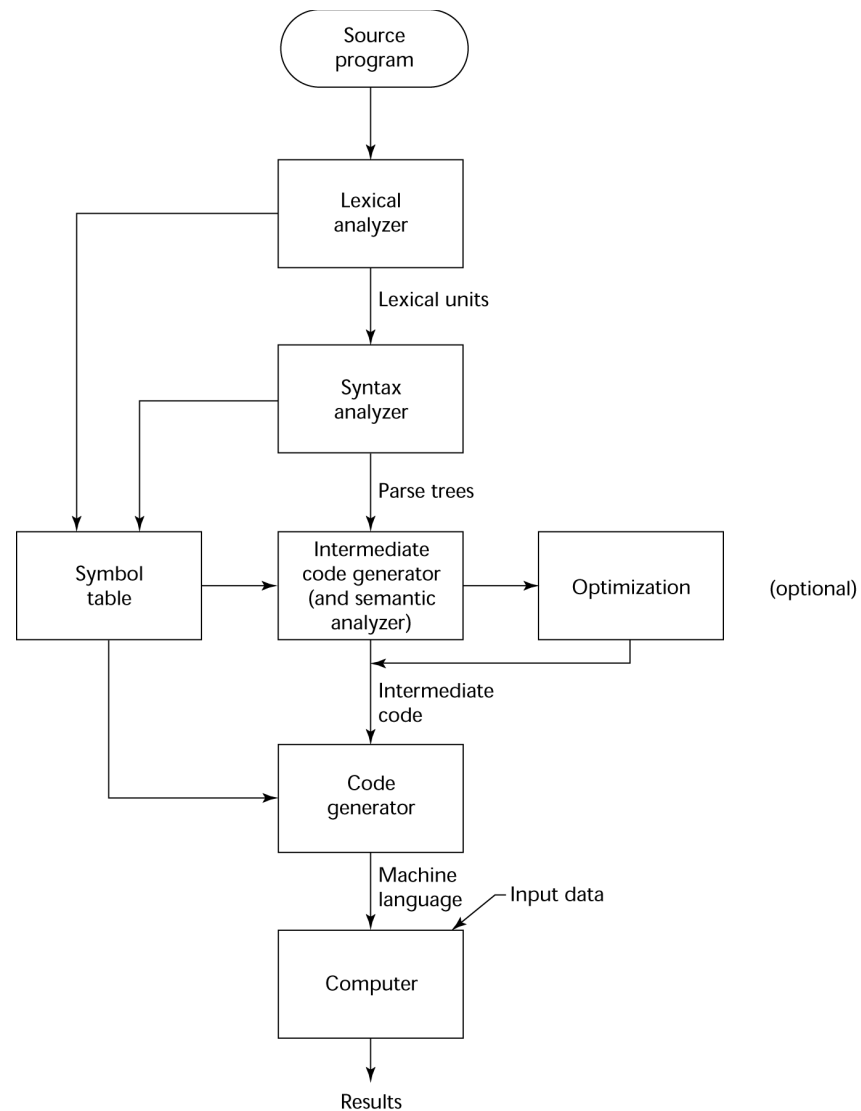 Source
program
Lexical
analyzer
Lexical units
Syntax
analyzer
Parse trees
Symbol
table
Intermediate
code generator
(and semantic
analyzer)
Optimization
(optional)
Intermediate
code
Code
generator
Machine
language
Input data
Computer
Results